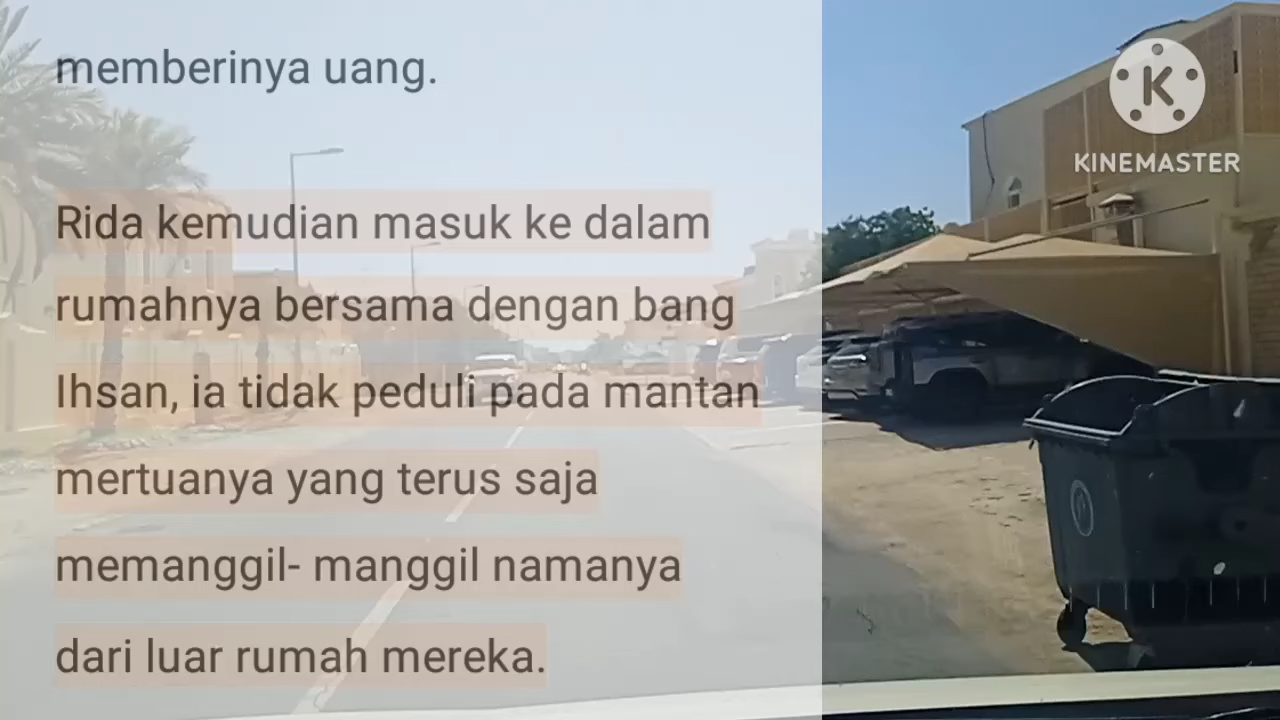 memberinya uang.
Rida kemudian masuk ke dalam
rumahnya bersama dengan bang
Ihsan, ia tidak peduli pada mantan
mertuanya yang terus saja
memanggil- manggil namanya
dari luar rumah mereka.
K
KINEMASTER